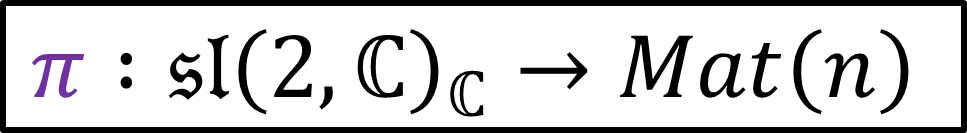 π : 𝔰𝔩(2, ℂ)_ℂ → Mat(n)